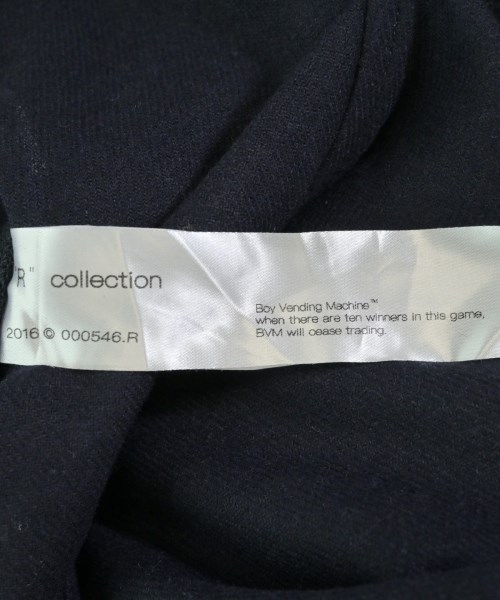 "R" collection
2016 © 000546.R
Boy Vending Machine™
when there are ten winners in this game,
BVM will cease trading.